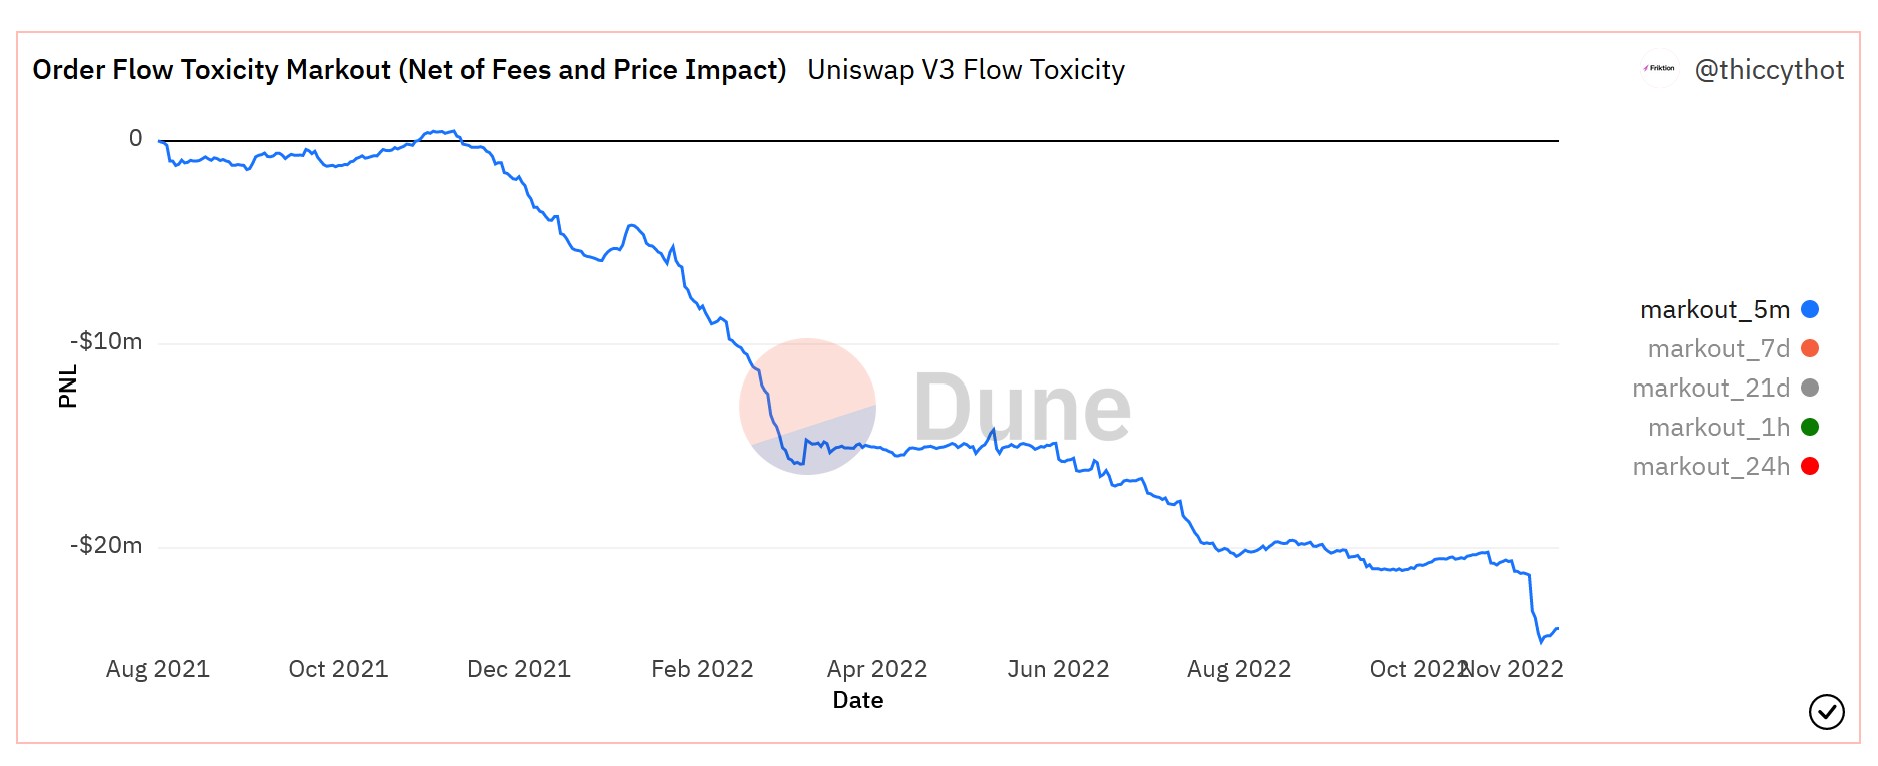 Order Flow Toxicity Markout (Net of Fees and Price Impact) Uniswap V3 Flow Toxicity
Friktion @thiccythot
0
-$10m
-$20m
PNL
Dune
markout_5m
markout_7d
markout_21d
markout_1h
markout_24h
Aug 2021 Oct 2021 Dec 2021 Feb 2022 Apr 2022 Jun 2022 Aug 2022 Oct 2022 Nov 2022
Date